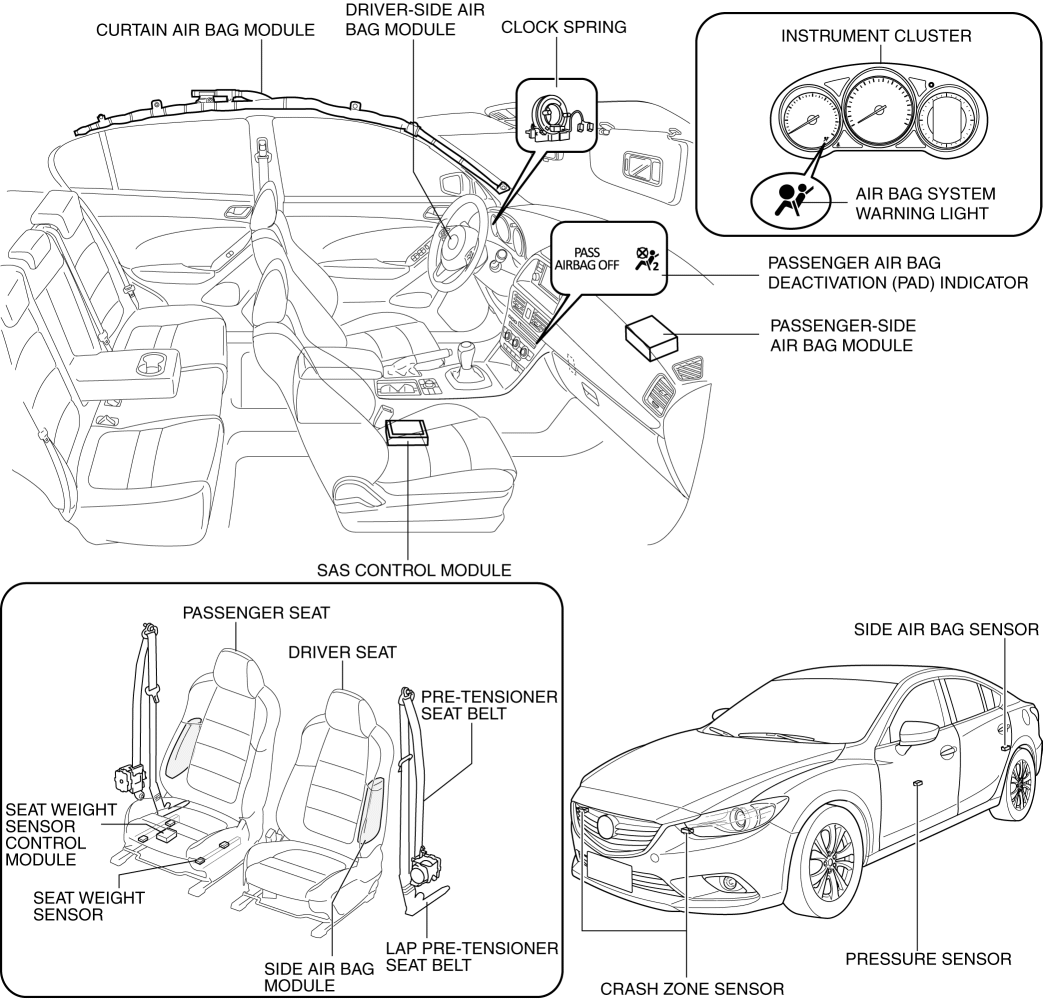 CURTAIN AIR BAG MODULE
DRIVER-SIDE AIR
BAG MODULE
CLOCK SPRING
INSTRUMENT CLUSTER
AIR BAG SYSTEM
WARNING LIGHT
PASS
AIRBAG OFF
2
PASSENGER AIR BAG
DEACTIVATION (PAD) INDICATOR
PASSENGER-SIDE
AIR BAG MODULE
SAS CONTROL MODULE
PASSENGER SEAT
DRIVER SEAT
PRE-TENSIONER
SEAT BELT
SEAT WEIGHT
SENSOR
CONTROL
MODULE
SEAT WEIGHT
SENSOR
SIDE AIR BAG
MODULE
LAP PRE-TENSIONER
SEAT BELT
SIDE AIR BAG SENSOR
PRESSURE SENSOR
CRASH ZONE SENSOR